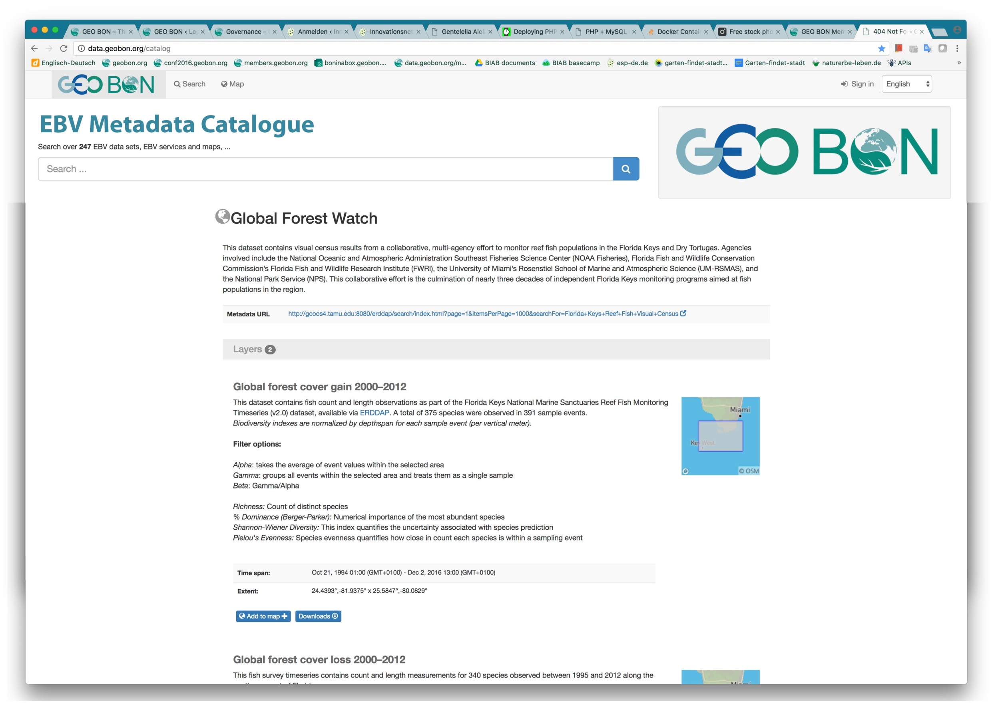 GEO BON – Th
GEO BON ‹ Lo
Governance –
Anmelden ‹ Inn
Innovationsnet
Gentelella Alel
Deploying PHP
PHP + MySQL
Docker Contain
Free stock pho
GEO BON Mem
404 Not Fo
data.geobon.org/catalog
Englisch-Deutsch
geobon.org
conf2016.geobon.org
members.geobon.org
boninabox.geobon....
data.geobon.org/m...
BIAB documents
BIAB basecamp
esp-de.de
garten-findet-stadt...
Garten-findet-stadt
naturerbe-leben.de
APIs
»
GEO BON
Search
Map
Sign in
English
EBV Metadata Catalogue
Search over 247 EBV data sets, EBV services and maps, ...
Search ...
GEO BON
Global Forest Watch
This dataset contains visual census results from a collaborative, multi-agency effort to monitor reef fish populations in the Florida Keys and Dry Tortugas. Agencies
involved include the National Oceanic and Atmospheric Administration Southeast Fisheries Science Center (NOAA Fisheries), Florida Fish and Wildlife Conservation
Commission’s Florida Fish and Wildlife Research Institute (FWRI), the University of Miami’s Rosenstiel School of Marine and Atmospheric Science (UM-RSMAS), and
the National Park Service (NPS). This collaborative effort is the culmination of nearly three decades of independent Florida Keys monitoring programs aimed at fish
populations in the region.
Metadata URL http://gcoos4.tamu.edu:8080/erddap/search/index.html?page=1&itemsPerPage=1000&searchFor=Florida+Keys+Reef+Fish+Visual+Census
Layers 2
Global forest cover gain 2000–2012
This dataset contains fish count and length observations as part of the Florida Keys National Marine Sanctuaries Reef Fish Monitoring
Timeseries (v2.0) dataset, available via ERDDAP. A total of 375 species were observed in 391 sample events.
Biodiversity indexes are normalized by depthspan for each sample event (per vertical meter).
Miami
Key West
© OSM
Filter options:
Alpha: takes the average of event values within the selected area
Gamma: groups all events within the selected area and treats them as a single sample
Beta: Gamma/Alpha
Richness: Count of distinct species
% Dominance (Berger-Parker): Numerical importance of the most abundant species
Shannon-Wiener Diversity: This index quantifies the uncertainty associated with species prediction
Pielou's Evenness: Species evenness quantifies how close in count each species is within a sampling event
Time span: Oct 21, 1994 01:00 (GMT+0100) - Dec 2, 2016 13:00 (GMT+0100)
Extent: 24.4393°,-81.9375° x 25.5847°,-80.0829°
Add to map
Downloads
Global forest cover loss 2000–2012
This fish survey timeseries contains count and length measurements for 340 species observed between 1995 and 2012 along the
Miami